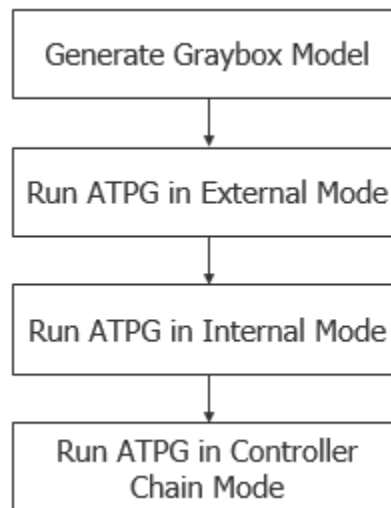 Generate Graybox Model
Run ATPG in External Mode
Run ATPG in Internal Mode
Run ATPG in Controller
Chain Mode